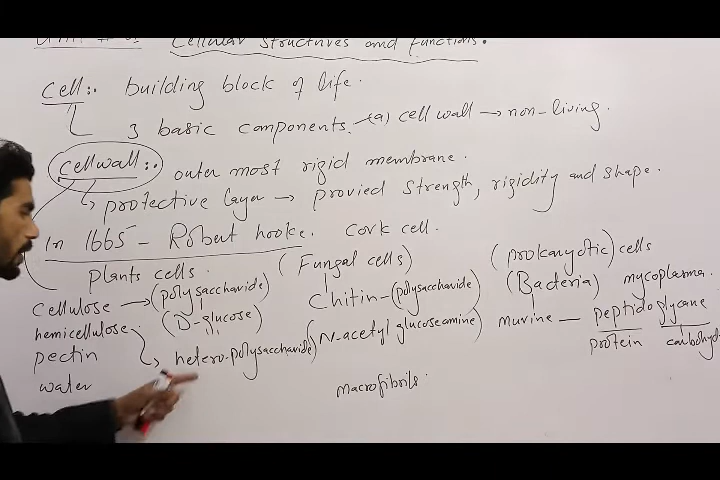 Cellular Structures and functions.
Cell:. building block of life.
3 basic components. (a) cell wall → non-living.
Cellwall:. outer most rigid membrane.
↳ protective layer → provied strength, rigidity and shape.
In 1665 - Robert hooke. Cork cell.
plants cells. (Fungal cells) (prokaryotic) cells
Cellulose → (polysaccharide) Chitin - (polysaccharide) (Bacteria) mycoplasma.
(D-glucose) (N-acetyl glucoseamine) murine — peptidoglycane
hemicellulose protein carbohyd
pectin hetero-polysaccharide
water macrofibrils.